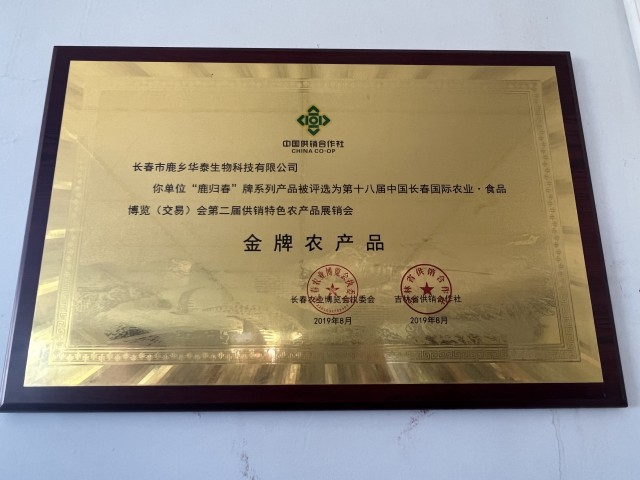 中国供销合作社
CHINA CO-OP
长春市鹿乡华泰生物科技有限公司
你单位“鹿归春”牌系列产品被评选为第十八届中国长春国际农业·食品
博览（交易）会第二届供销特色农产品展销会
金牌农产品
长春农业博览会执委会 吉林省供销合作社
2019年8月 2019年8月